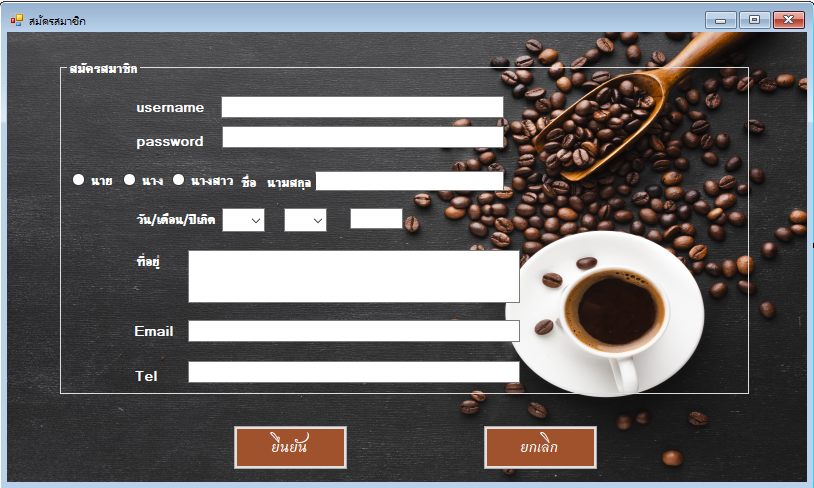 สมัครสมาชิก
สมัครสมาชิก
username
password
นาย นาง นางสาว ชื่อ นามสกุล
วัน/เดือน/ปีเกิด
ที่อยู่
Email
Tel
ยืนยัน ยกเลิก